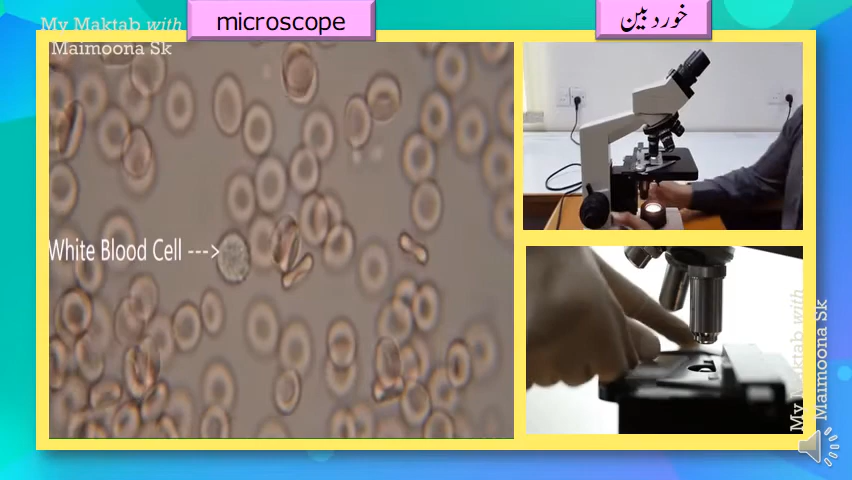 My Maktab with
Maimoona Sk
microscope
خوردبین
White Blood Cell --->
My Maktab with
Maimoona Sk